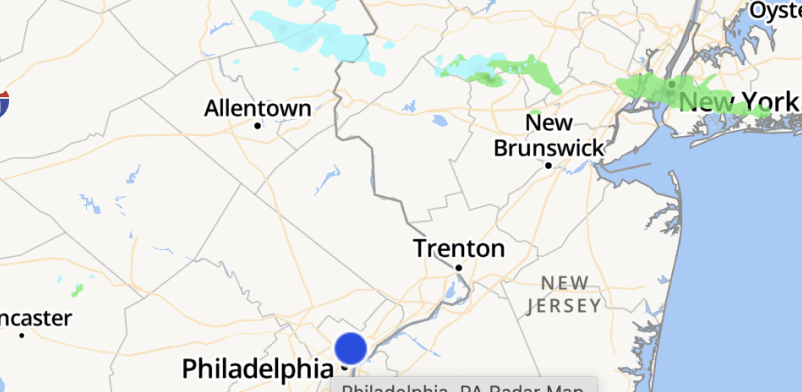 Oyste
Allentown
New York
New
Brunswick
Trenton
NEW
JERSEY
ncaster
Philadelphia
Philadelphia, PA Radar Map